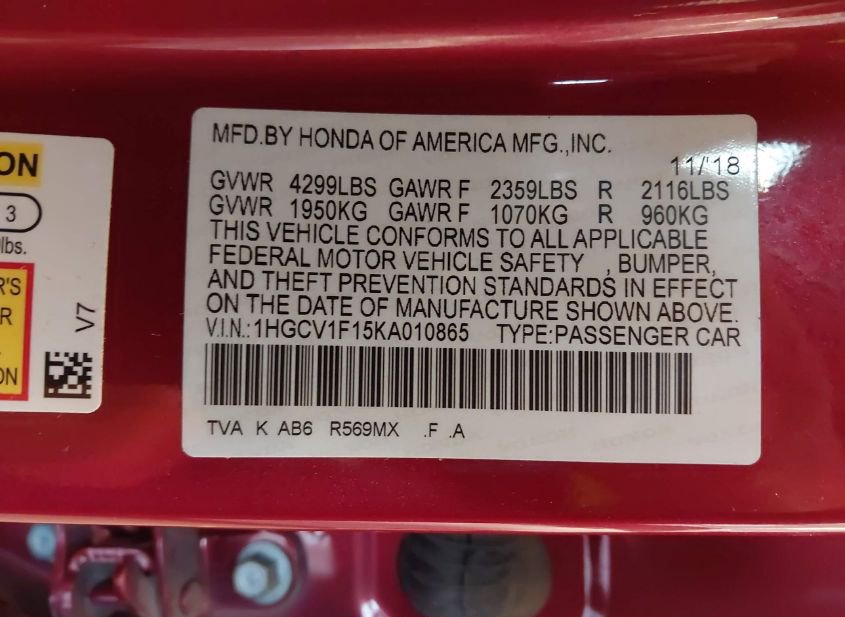 MFD.BY HONDA OF AMERICA MFG.,INC.
11/'18
GVWR 4299LBS GAWR F 2359LBS R 2116LBS
GVWR 1950KG GAWR F 1070KG R 960KG
THIS VEHICLE CONFORMS TO ALL APPLICABLE
FEDERAL MOTOR VEHICLE SAFETY , BUMPER,
AND THEFT PREVENTION STANDARDS IN EFFECT
ON THE DATE OF MANUFACTURE SHOWN ABOVE.
V.I.N.:1HGCV1F15KA010865 TYPE:PASSENGER CAR
TVA K AB6 R569MX .F .A
ON
3
lbs.
R'S
R
ON
V7